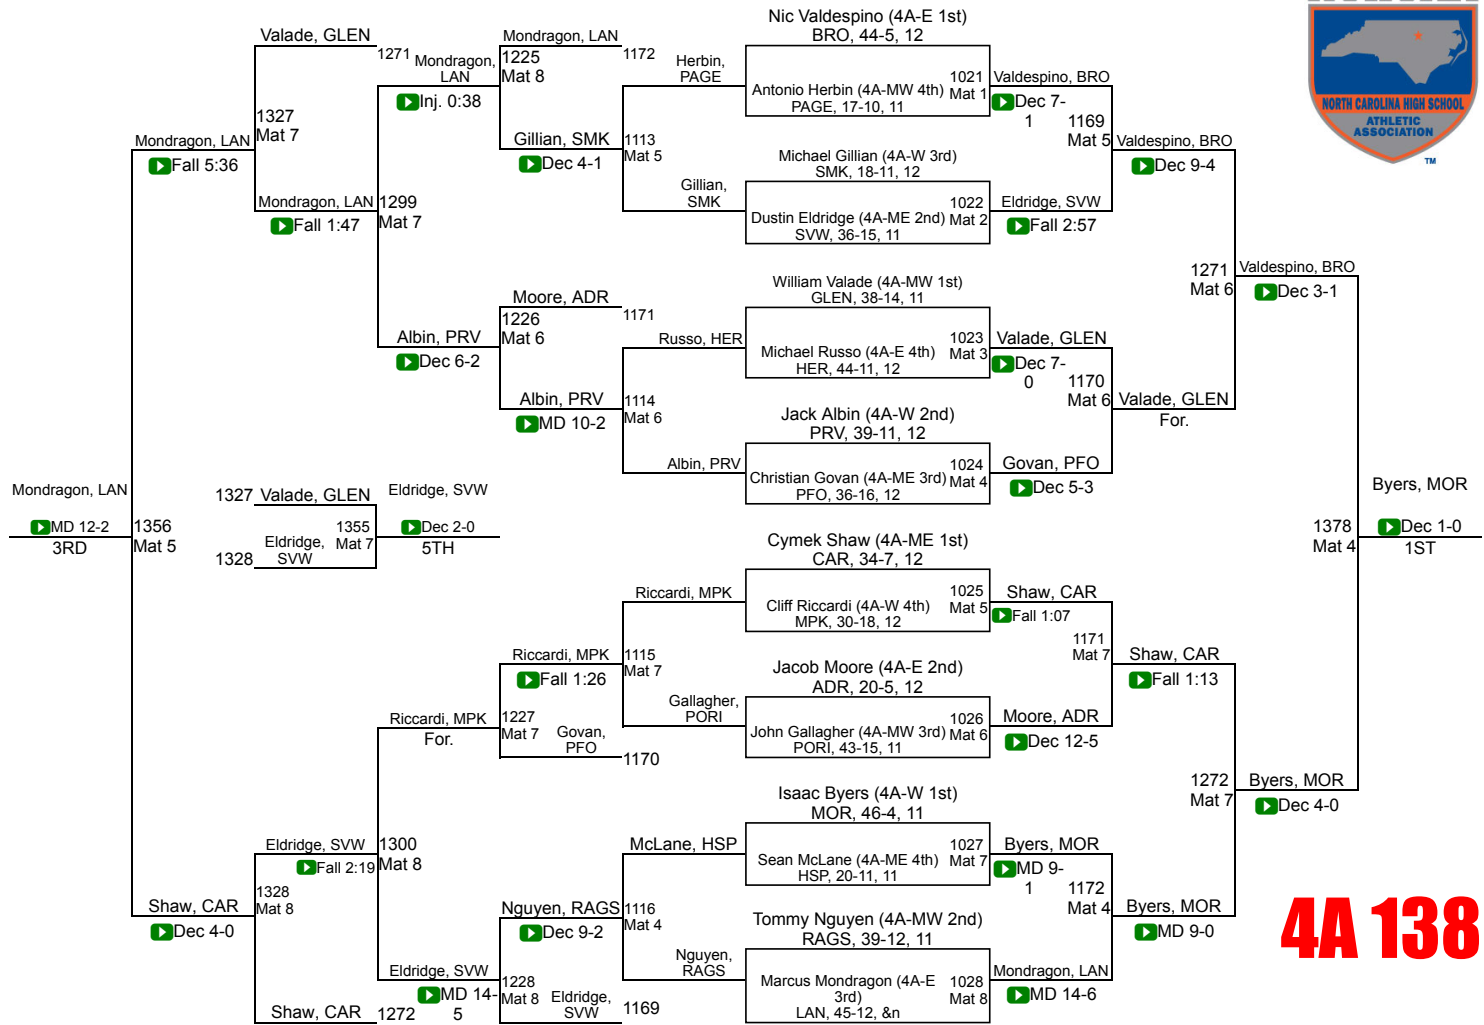 Nic Valdespino (4A-E 1st)
BRO, 44-5, 12
Valade, GLEN
1271
Mondragon,
LAN
Mondragon, LAN
1225
Mat 8
1172
Herbin,
PAGE
1021
Mat 1
Antonio Herbin (4A-MW 4th)
PAGE, 17-10, 11
Valdespino, BRO
Dec 7-
1
1169
Mat 5
NORTH CAROLINA HIGH SCHOOL
ATHLETIC
ASSOCIATION
TM
Inj. 0:38
1327
Mat 7
Mondragon, LAN
Fall 5:36
Gillian, SMK
Dec 4-1
1113
Mat 5
Michael Gillian (4A-W 3rd)
SMK, 18-11, 12
Valdespino, BRO
Dec 9-4
Gillian,
SMK
1022
Mat 2
Dustin Eldridge (4A-ME 2nd)
SVW, 36-15, 11
Eldridge, SVW
Fall 2:57
Mondragon, LAN
Fall 1:47
1299
Mat 7
1271
Mat 6
Valdespino, BRO
Dec 3-1
William Valade (4A-MW 1st)
GLEN, 38-14, 11
Moore, ADR
1226
Mat 6
1171
Albin, PRV
Dec 6-2
Russo, HER
1023
Mat 3
Michael Russo (4A-E 4th)
HER, 44-11, 12
Valade, GLEN
Dec 7-
0
1170
Mat 6
Albin, PRV
MD 10-2
1114
Mat 6
Valade, GLEN
For.
Jack Albin (4A-W 2nd)
PRV, 39-11, 12
Albin, PRV
1024
Mat 4
Christian Govan (4A-ME 3rd)
PFO, 36-16, 12
Govan, PFO
Dec 5-3
Mondragon, LAN
MD 12-2
3RD
1356
Mat 5
1327
Valade, GLEN
1355
Mat 7
Eldridge,
SVW
1328
Eldridge, SVW
Dec 2-0
5TH
Byers, MOR
1378
Mat 4
Dec 1-0
1ST
Cymek Shaw (4A-ME 1st)
CAR, 34-7, 12
Riccardi, MPK
1025
Mat 5
Cliff Riccardi (4A-W 4th)
MPK, 30-18, 12
Shaw, CAR
Fall 1:07
1171
Mat 7
Riccardi, MPK
Fall 1:26
1115
Mat 7
Jacob Moore (4A-E 2nd)
ADR, 20-5, 12
Shaw, CAR
Fall 1:13
Gallagher,
PORI
1026
Mat 6
John Gallagher (4A-MW 3rd)
PORI, 43-15, 11
Moore, ADR
Dec 12-5
Riccardi, MPK
For.
1227
Mat 7
Govan,
PFO
1170
1272
Mat 7
Byers, MOR
Dec 4-0
Isaac Byers (4A-W 1st)
MOR, 46-4, 11
Eldridge, SVW
Fall 2:19
1300
Mat 8
McLane, HSP
1027
Mat 7
Sean McLane (4A-ME 4th)
HSP, 20-11, 11
Byers, MOR
MD 9-
1
1172
Mat 4
1328
Mat 8
Shaw, CAR
Dec 4-0
Nguyen, RAGS
Dec 9-2
1116
Mat 4
Tommy Nguyen (4A-MW 2nd)
RAGS, 39-12, 11
Byers, MOR
MD 9-0
4A 138
Eldridge, SVW
MD 14-
5
1228
Mat 8
Eldridge,
SVW
1169
Nguyen,
RAGS
1028
Mat 8
Marcus Mondragon (4A-E
3rd)
LAN, 45-12, &n
Mondragon, LAN
MD 14-6
Shaw, CAR
1272